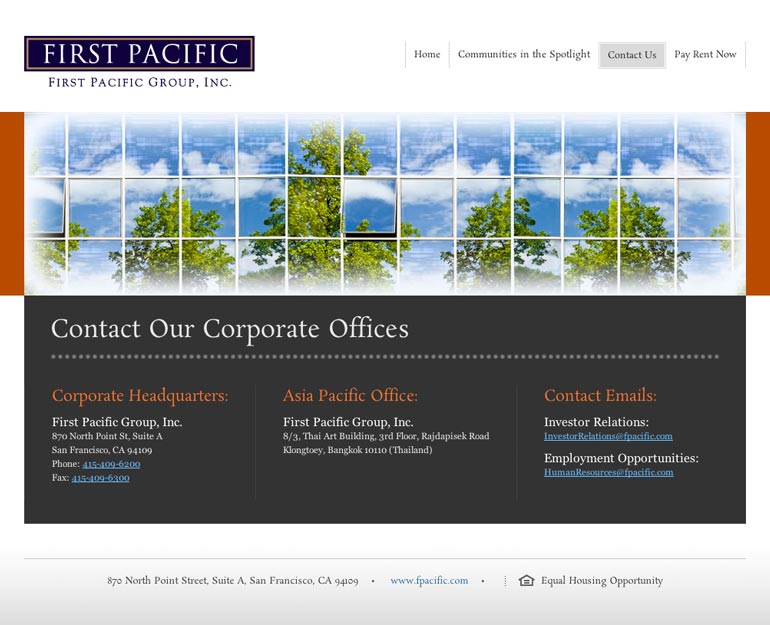 FIRST PACIFIC
FIRST PACIFIC GROUP, INC.
Home
Communities in the Spotlight
Contact Us
Pay Rent Now
Contact Our Corporate Offices
Corporate Headquarters:
First Pacific Group, Inc.
870 North Point St, Suite A
San Francisco, CA 94109
Phone: 415-409-6200
Fax: 415-409-6300
Asia Pacific Office:
First Pacific Group, Inc.
8/3, Thai Art Building, 3rd Floor, Rajdapisek Road
Klongtoey, Bangkok 10110 (Thailand)
Contact Emails:
Investor Relations:
InvestorRelations@fpacific.com
Employment Opportunities:
HumanResources@fpacific.com
870 North Point Street, Suite A, San Francisco, CA 94109 • www.fpacific.com • Equal Housing Opportunity